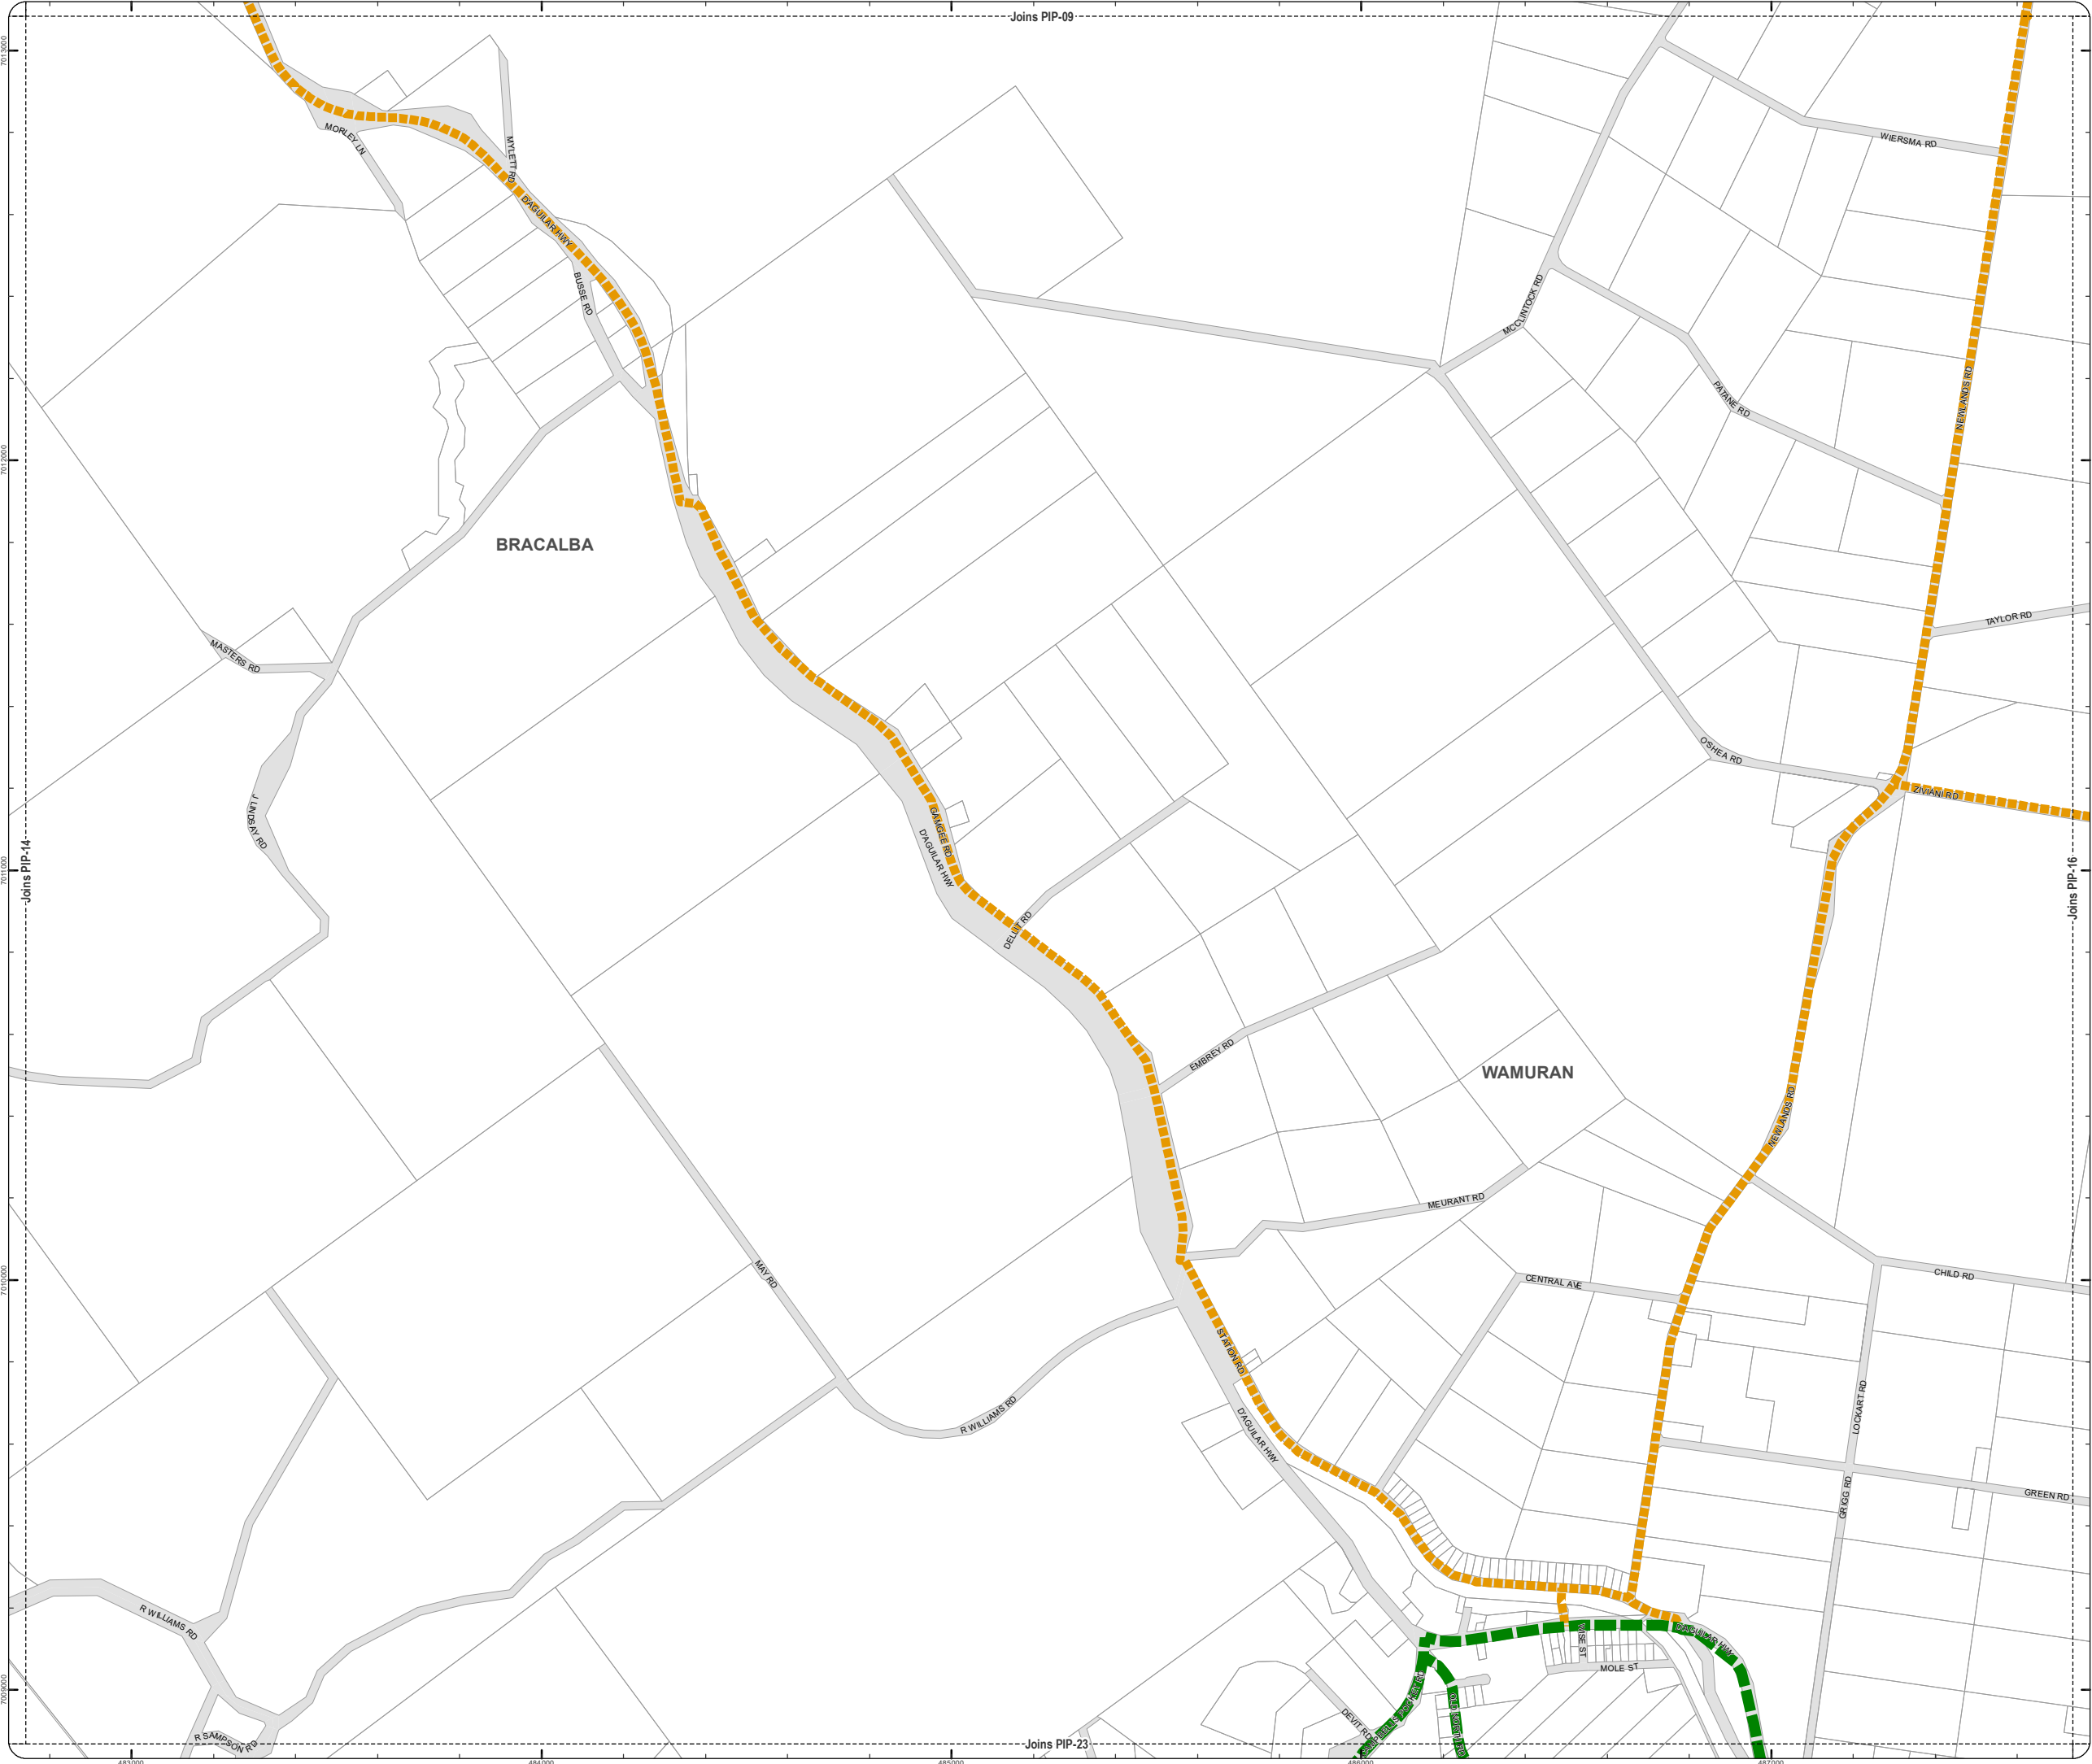 Joins PIP-09
7013000
MORLEY LN
MYLETT RD
WIERSMA RD
D'AGUILAR HWY
BUSSE RD
MCCLINTOCK RD
PATANE RD
NEWLANDS RD
7012000
BRACALBA
TAYLOR RD
MASTERS RD
OSHEA RD
ZIVIANI RD
J LINDSAY RD
GAMGEE RD
D'AGUILAR HWY
7011000
Joins PIP-14
Joins PIP-16
DELLIT RD
EMBREY RD
WAMURAN
NEWLANDS RD
MEURANT RD
7010000
MAY RD
CENTRAL AVE
CHILD RD
STATION RD
R WILLIAMS RD
D'AGUILAR HWY
LOCKART RD
GRIGG RD
GREEN RD
R WILLIAMS RD
WISE ST
D'AGUILAR HWY
MOLE ST
7009000
DEVIT RD
R SAMPSON RD
Joins PIP-23
483000
484000
485000
486000
487000